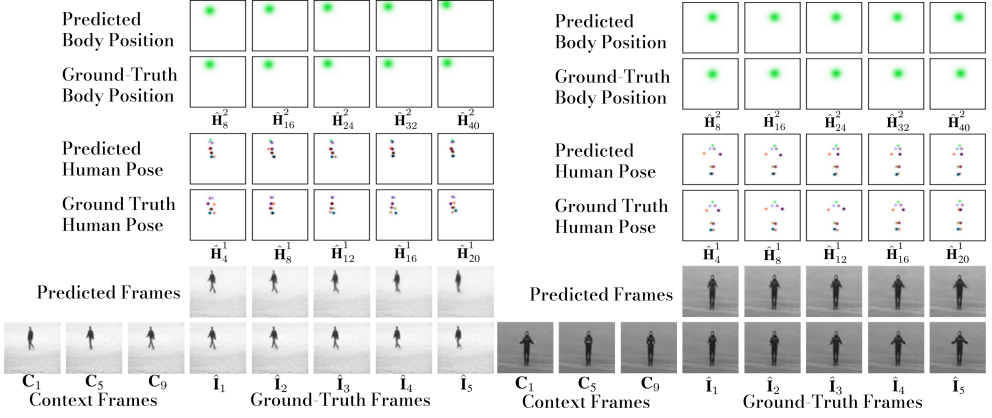 Predicted
Body Position
Ground-Truth
Body Position
Ĥ²₈ Ĥ²₁₆ Ĥ²₂₄ Ĥ²₃₂ Ĥ²₄₀
Predicted
Human Pose
Ground Truth
Human Pose
Ĥ¹₄ Ĥ¹₈ Ĥ¹₁₂ Ĥ¹₁₆ Ĥ¹₂₀
Predicted Frames
C₁ C₅ C₉ Î₁ Î₂ Î₃ Î₄ Î₅
Context Frames Ground-Truth Frames
Predicted
Body Position
Ground-Truth
Body Position
Ĥ²₈ Ĥ²₁₆ Ĥ²₂₄ Ĥ²₃₂ Ĥ²₄₀
Predicted
Human Pose
Ground Truth
Human Pose
Ĥ¹₄ Ĥ¹₈ Ĥ¹₁₂ Ĥ¹₁₆ Ĥ¹₂₀
Predicted Frames
C₁ C₅ C₉ Î₁ Î₂ Î₃ Î₄ Î₅
Context Frames Ground-Truth Frames